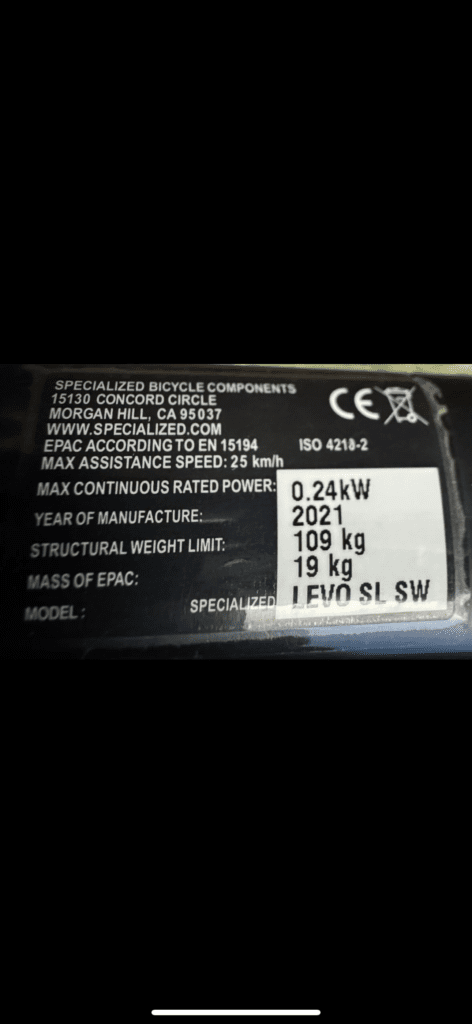 SPECIALIZED BICYCLE COMPONENTS
15130 CONCORD CIRCLE
MORGAN HILL, CA 95037
WWW.SPECIALIZED.COM
EPAC ACCORDING TO EN 15194 ISO 4210-2
MAX ASSISTANCE SPEED: 25 km/h
MAX CONTINUOUS RATED POWER: 0.24kW
YEAR OF MANUFACTURE: 2021
STRUCTURAL WEIGHT LIMIT: 109 kg
MASS OF EPAC: 19 kg
MODEL: SPECIALIZED LEVO SL SW
CE